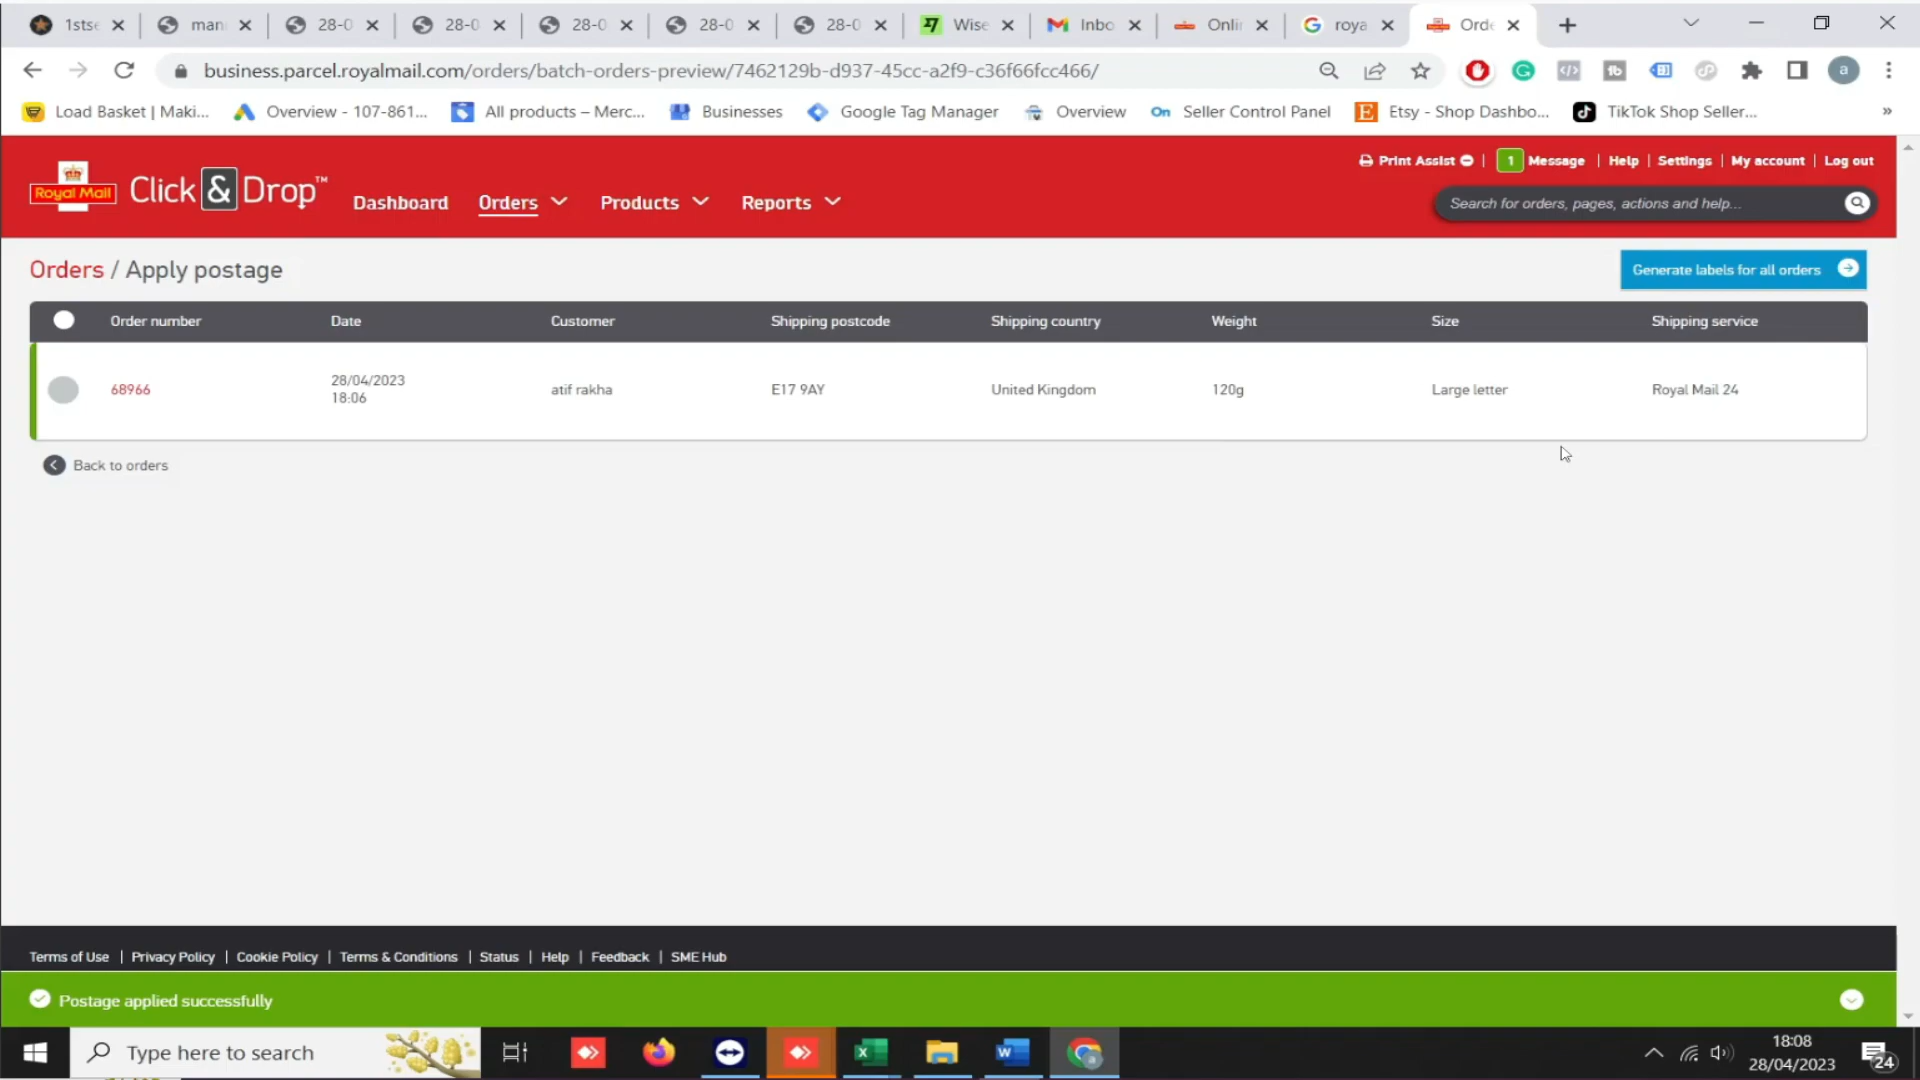 1stse
man
28-0
28-0
28-0
28-0
28-0
Wise
Inbo
Onlin
roya
Orde
business.parcel.royalmail.com/orders/batch-orders-preview/7462129b-d937-45cc-a2f9-c36f66fcc466/
a
Load Basket | Maki...
Overview - 107-861...
All products – Merc...
Businesses
Google Tag Manager
Overview
On Seller Control Panel
E Etsy - Shop Dashbo...
TikTok Shop Seller...
»
Print Assist | 1 Message | Help | Settings | My account | Log out
Royal Mail Click & Drop™
Dashboard Orders Products Reports
Search for orders, pages, actions and help...
Orders / Apply postage
Generate labels for all orders
Order number Date Customer Shipping postcode Shipping country Weight Size Shipping service
68966 28/04/2023 18:06 atif rakha E17 9AY United Kingdom 120g Large letter Royal Mail 24
Back to orders
Terms of Use | Privacy Policy | Cookie Policy | Terms & Conditions | Status | Help | Feedback | SME Hub
Postage applied successfully
Type here to search
18:08
28/04/2023
24